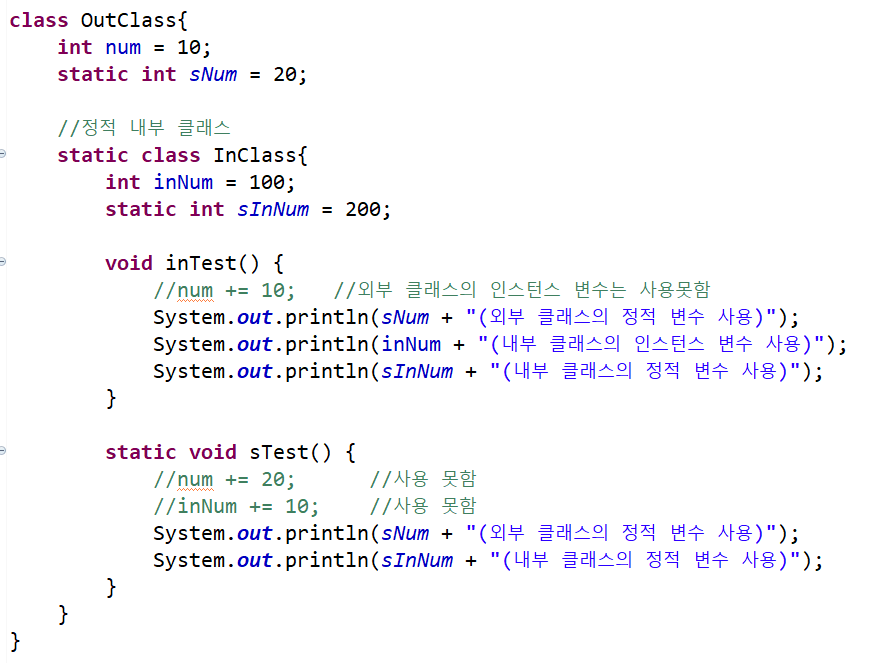 class OutClass{
    int num = 10;
    static int sNum = 20;

    //정적 내부 클래스
    static class InClass{
        int inNum = 100;
        static int sInNum = 200;

        void inTest() {
            //num += 10;   //외부 클래스의 인스턴스 변수는 사용못함
            System.out.println(sNum + "(외부 클래스의 정적 변수 사용)");
            System.out.println(inNum + "(내부 클래스의 인스턴스 변수 사용)");
            System.out.println(sInNum + "(내부 클래스의 정적 변수 사용)");
        }

        static void sTest() {
            //num += 20;      //사용 못함
            //inNum += 10;    //사용 못함
            System.out.println(sNum + "(외부 클래스의 정적 변수 사용)");
            System.out.println(sInNum + "(내부 클래스의 정적 변수 사용)");
        }
    }
}